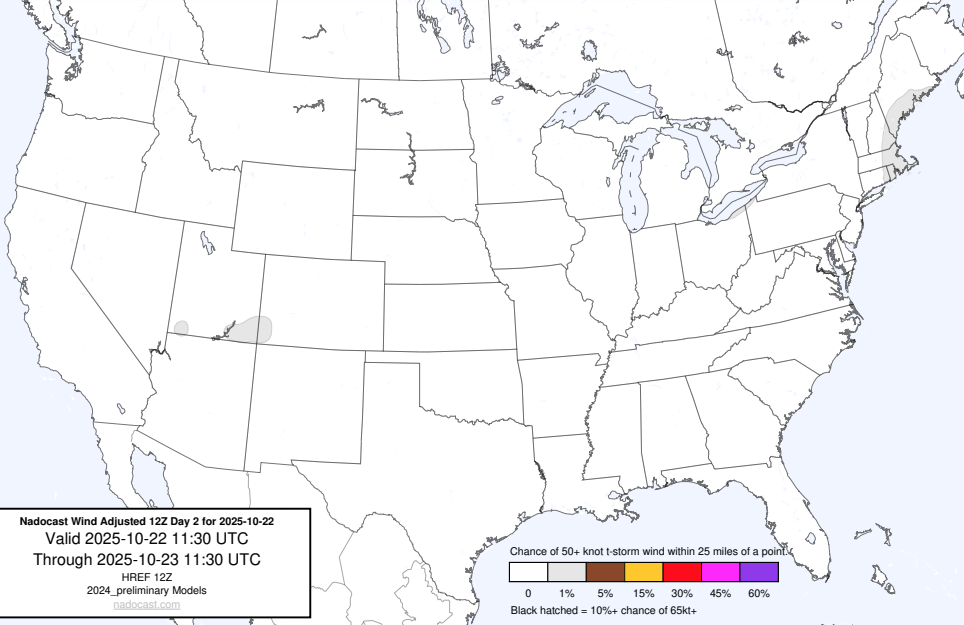 Nadocast Wind Adjusted 12Z Day 2 for 2025-10-22
Valid 2025-10-22 11:30 UTC
Through 2025-10-23 11:30 UTC
HREF 12Z
2024_preliminary Models
nadocast.com
Chance of 50+ knot t-storm wind within 25 miles of a point.
0 1% 5% 15% 30% 45% 60%
Black hatched = 10%+ chance of 65kt+